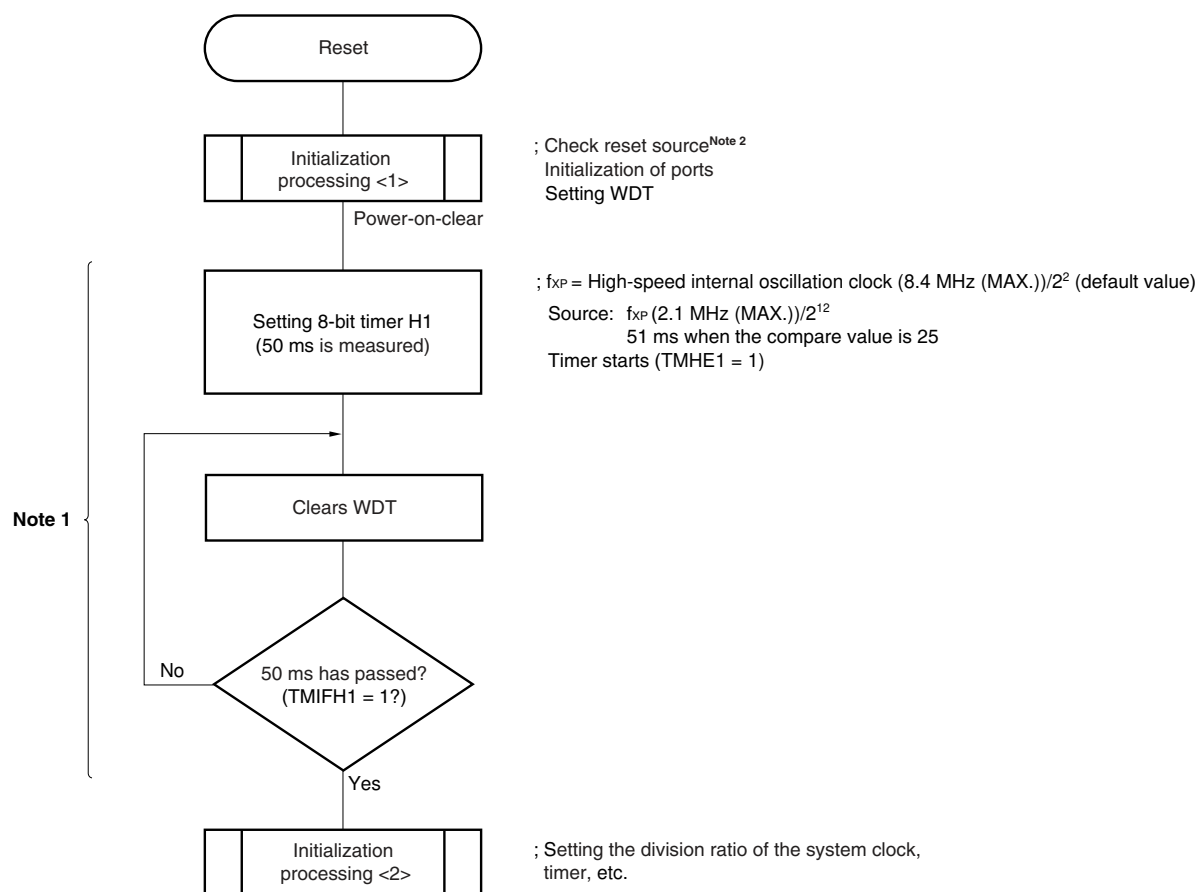 Reset
Initialization
processing <1>
; Check reset source^Note 2
Initialization of ports
Setting WDT
Power-on-clear
Setting 8-bit timer H1
(50 ms is measured)
; fXP = High-speed internal oscillation clock (8.4 MHz (MAX.))/2² (default value)
Source: fXP (2.1 MHz (MAX.))/2¹²
51 ms when the compare value is 25
Timer starts (TMHE1 = 1)
Note 1
Clears WDT
No
50 ms has passed?
(TMIFH1 = 1?)
Yes
Initialization
processing <2>
; Setting the division ratio of the system clock,
timer, etc.